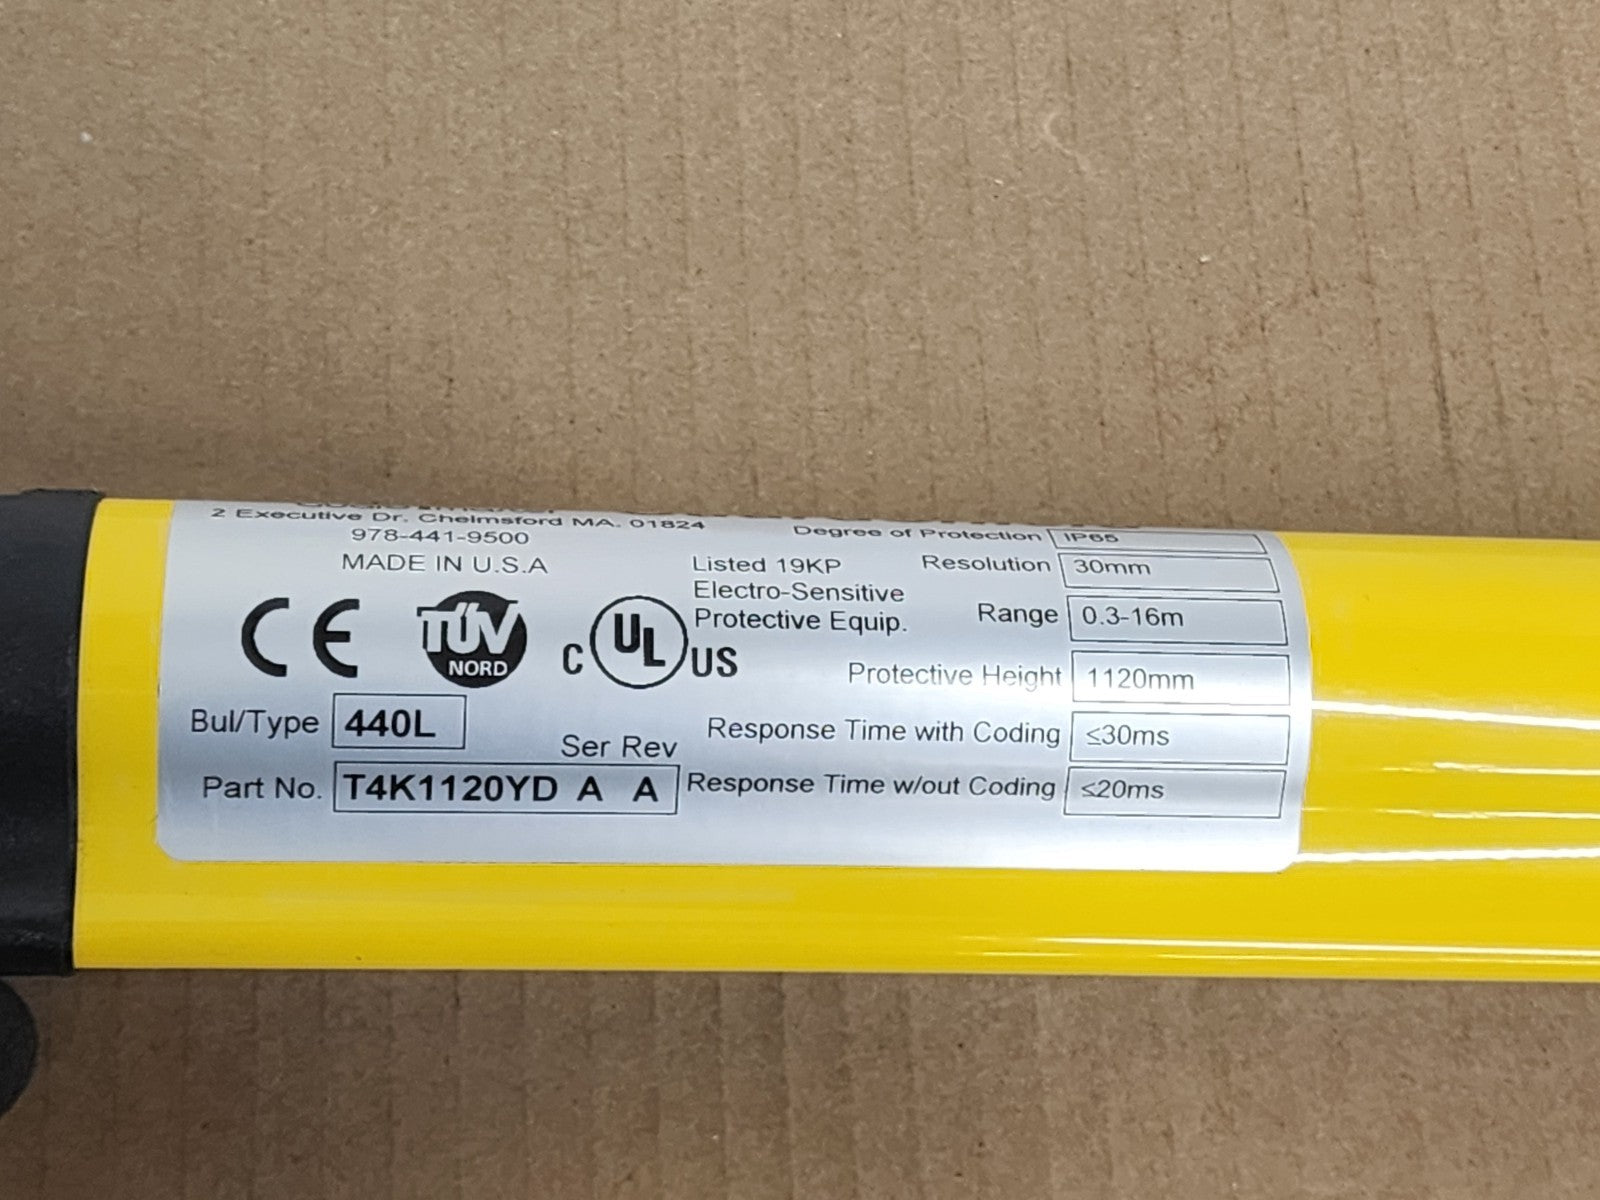 2 Executive Dr. Chelmsford MA. 01824
978-441-9500
MADE IN U.S.A
CE
TÜV
NORD
C UL US
Listed 19KP
Electro-Sensitive
Protective Equip.
Bul/Type 440L
Ser Rev
Part No. T4K1120YD A A
Degree of Protection IP65
Resolution 30mm
Range 0.3-16m
Protective Height 1120mm
Response Time with Coding ≤30ms
Response Time w/out Coding ≤20ms